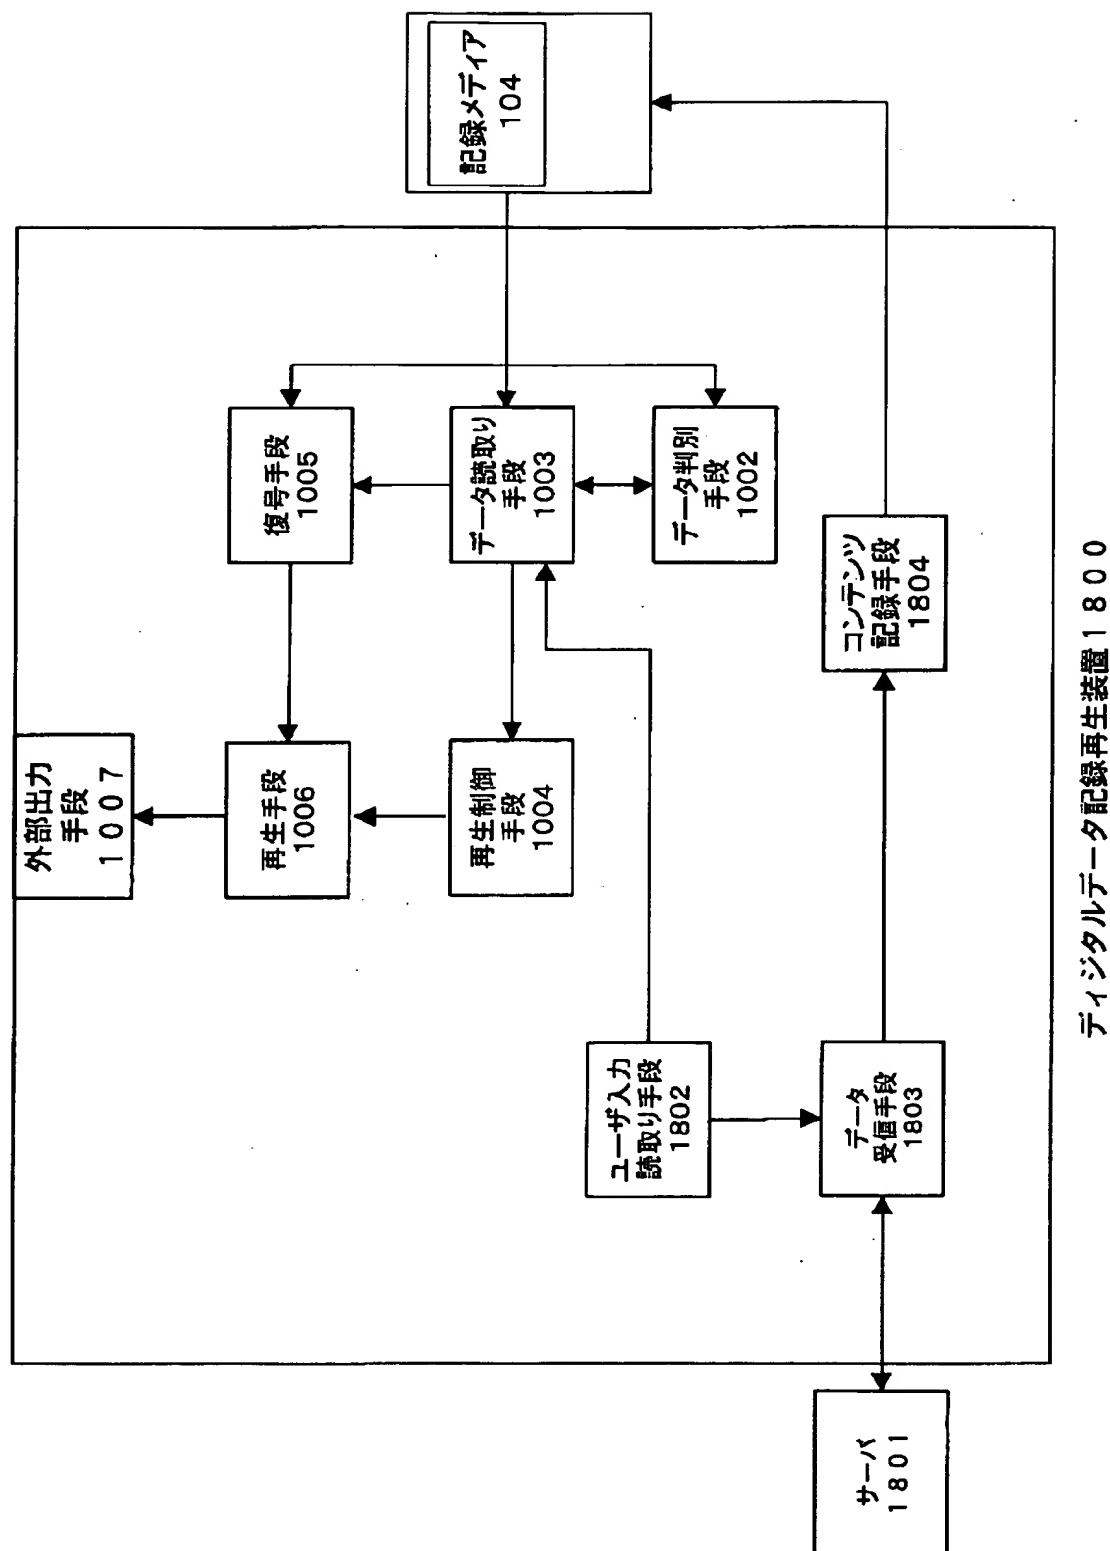 記録メディア
104
復号手段
1005
データ読取り
手段
1003
データ判別
手段
1002
コンテンツ
記録手段
1804
外部出力
手段
1007
再生手段
1006
再生制御
手段
1004
ユーザ入力
読取り手段
1802
データ
受信手段
1803
サーバ
1801
ディジタルデータ記録再生装置1800